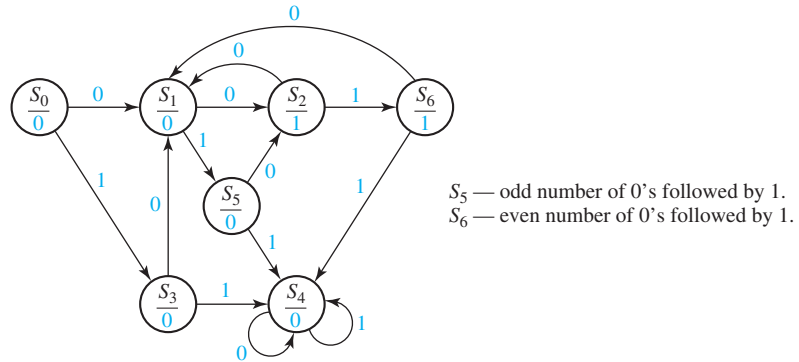 0
0
S0 0 S1 0 S2 1 S6
0 0 1 1
1
1 0 1
S5
0
0
1
S3 1 S4
0 0
0 1
S5 — odd number of 0's followed by 1.
S6 — even number of 0's followed by 1.